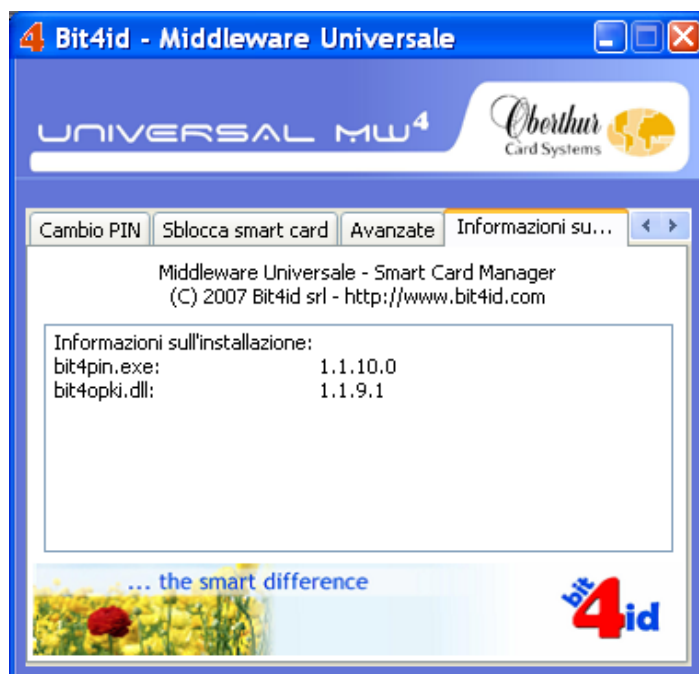 4 Bit4id - Middleware Universale
UNIVERSAL MW4
Oberthur
Card Systems
Cambio PIN Sblocca smart card Avanzate Informazioni su...
Middleware Universale - Smart Card Manager
(C) 2007 Bit4id srl - http://www.bit4id.com
Informazioni sull'installazione:
bit4pin.exe: 1.1.10.0
bit4opki.dll: 1.1.9.1
... the smart difference
bit4id